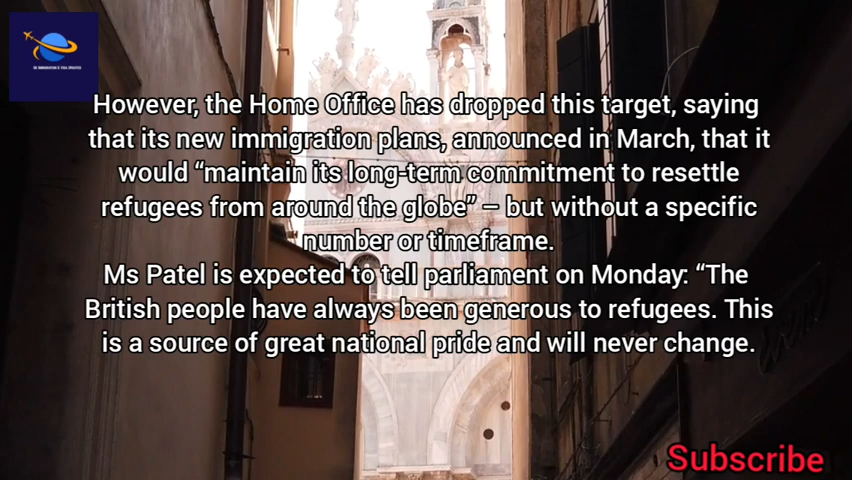 However, the Home Office has dropped this target, saying
that its new immigration plans, announced in March, that it
would “maintain its long-term commitment to resettle
refugees from around the globe” – but without a specific
number or timeframe.
Ms Patel is expected to tell parliament on Monday: “The
British people have always been generous to refugees. This
is a source of great national pride and will never change.
Subscribe